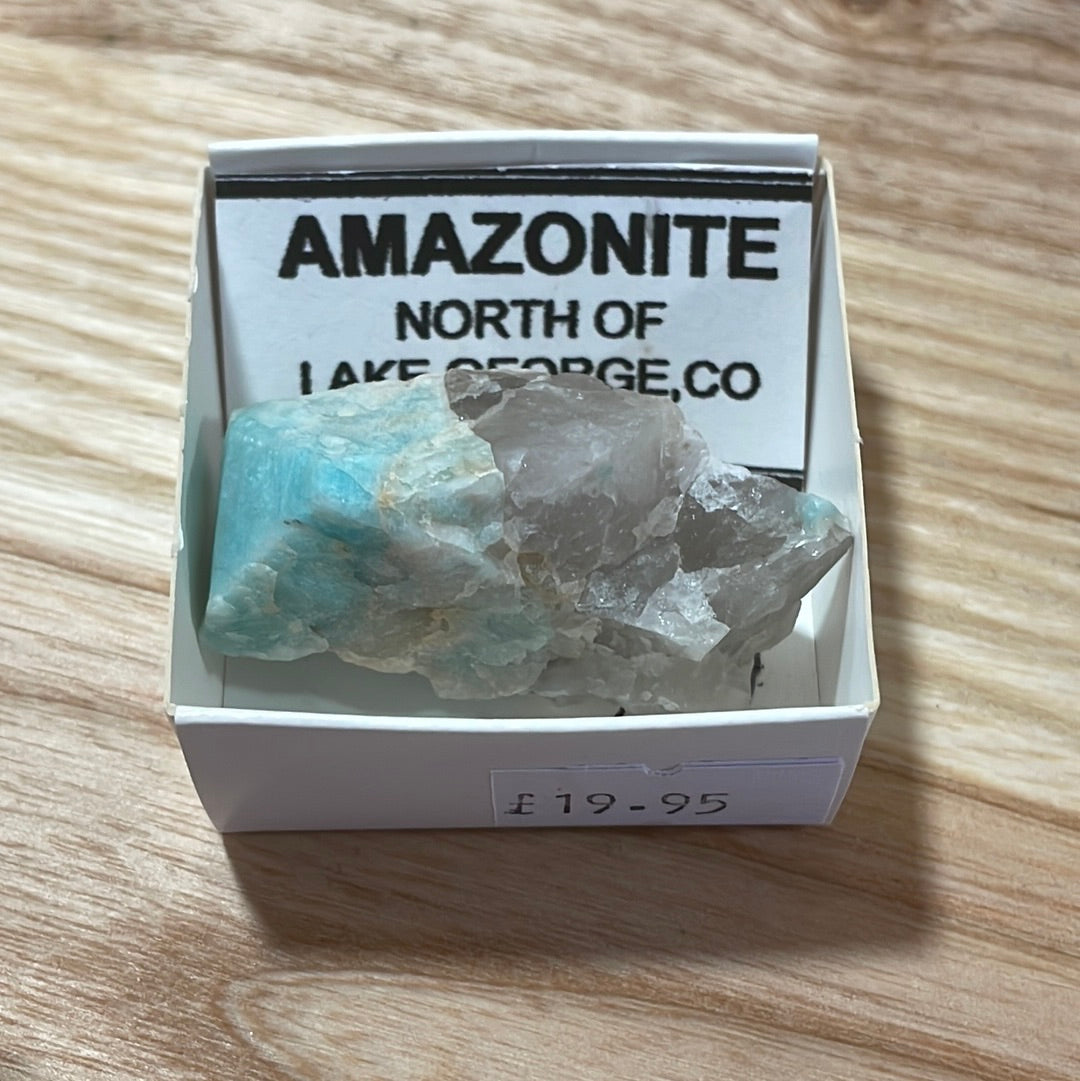 AMAZONITE
NORTH OF
LAKE GEORGE,CO
£19-95